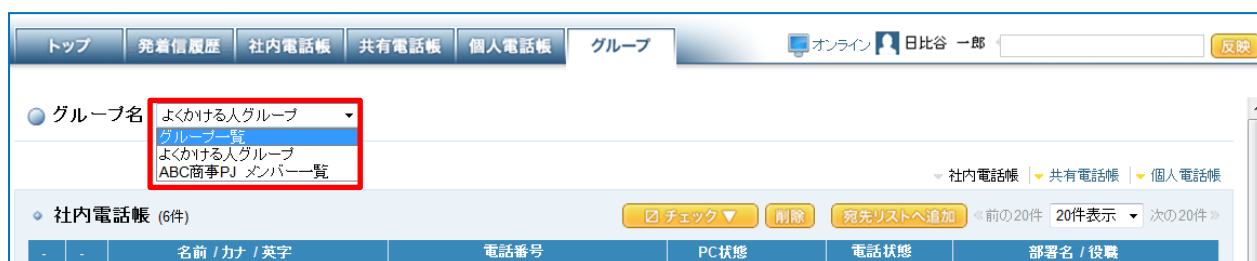 トップ 発着信履歴 社内電話帳 共有電話帳 個人電話帳 グループ オンライン 日比谷 一郎 反映
グループ名 よくかける人グループ
グループ一覧
よくかける人グループ
ABC商事PJ メンバー一覧
社内電話帳 共有電話帳 個人電話帳
社内電話帳 (6件) チェック▼ 削除 宛先リストへ追加 «前の20件 20件表示 次の20件»
- - 名前 / カナ / 英字 電話番号 PC状態 電話状態 部署名 / 役職